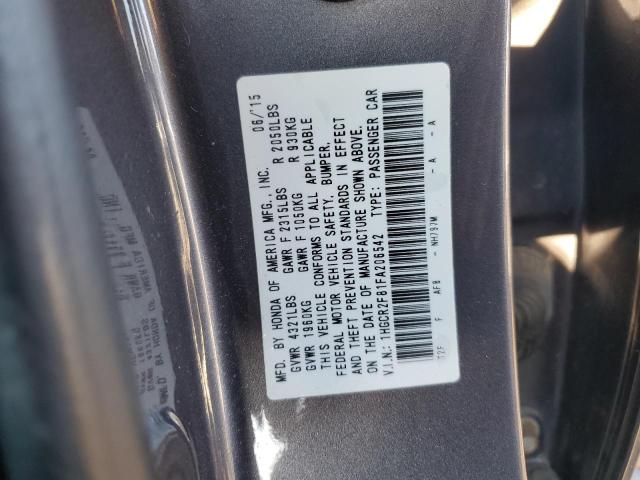 MFD. BY HONDA OF AMERICA MFG., INC. 06/'15
GVWR 4321LBS GAWR F 2315LBS R 2050LBS
GVWR 1960KG GAWR F 1050KG R 930KG
THIS VEHICLE CONFORMS TO ALL APPLICABLE
FEDERAL MOTOR VEHICLE SAFETY, BUMPER,
AND THEFT PREVENTION STANDARDS IN EFFECT
ON THE DATE OF MANUFACTURE SHOWN ABOVE.
V.I.N.: 1HGCR2F81FA206542 TYPE: PASSENGER CAR
T2F F AF8 - NH797M - A - A